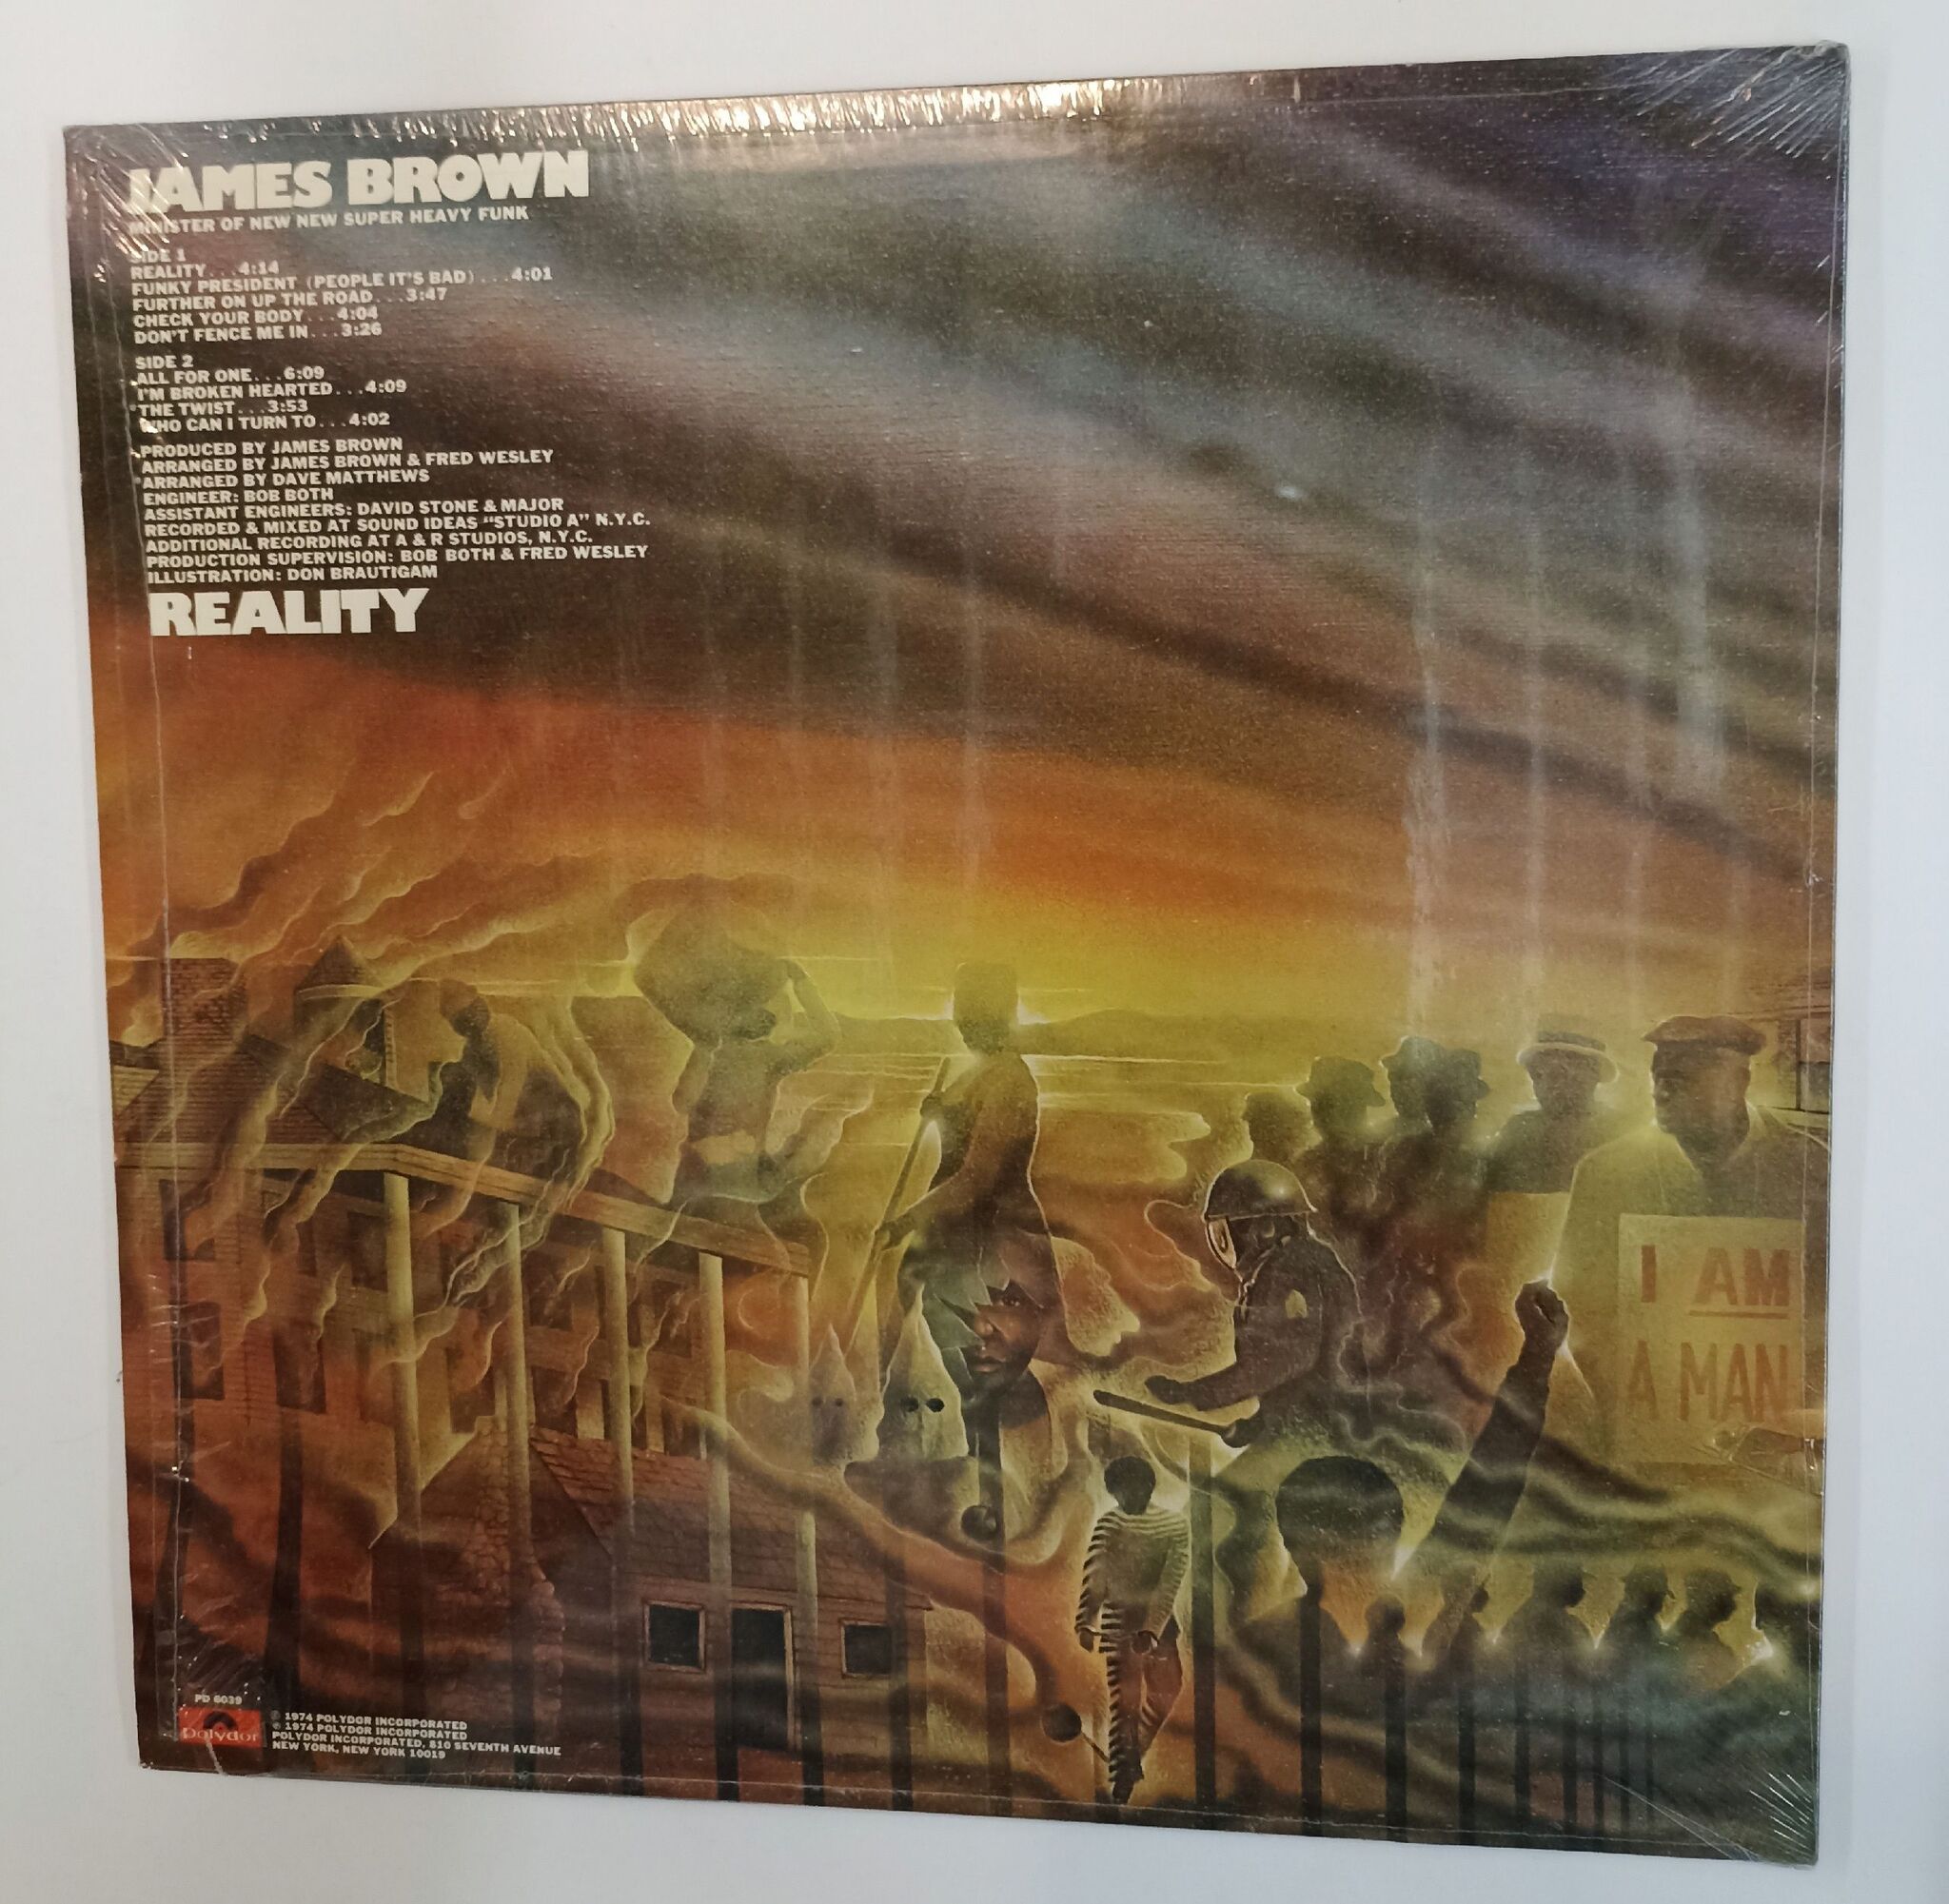 JAMES BROWN
MINISTER OF NEW NEW SUPER HEAVY FUNK
SIDE 1
REALITY...4:14
FUNKY PRESIDENT (PEOPLE IT'S BAD)...4:01
FURTHER ON UP THE ROAD...3:47
CHECK YOUR BODY...4:04
DON'T FENCE ME IN...3:26
SIDE 2
ALL FOR ONE...6:09
I'M BROKEN HEARTED...4:09
*THE TWIST...3:53
WHO CAN I TURN TO...4:02
PRODUCED BY JAMES BROWN
ARRANGED BY JAMES BROWN & FRED WESLEY
*ARRANGED BY DAVE MATTHEWS
ENGINEER: BOB BOTH
ASSISTANT ENGINEERS: DAVID STONE & MAJOR
RECORDED & MIXED AT SOUND IDEAS "STUDIO A" N.Y.C.
ADDITIONAL RECORDING AT A & R STUDIOS, N.Y.C.
PRODUCTION SUPERVISION: BOB BOTH & FRED WESLEY
ILLUSTRATION: DON BRAUTIGAM
REALITY
I AM
A MAN
PD 6039
polydor
℗ 1974 POLYDOR INCORPORATED
© 1974 POLYDOR INCORPORATED
POLYDOR INCORPORATED, 810 SEVENTH AVENUE
NEW YORK, NEW YORK 10019